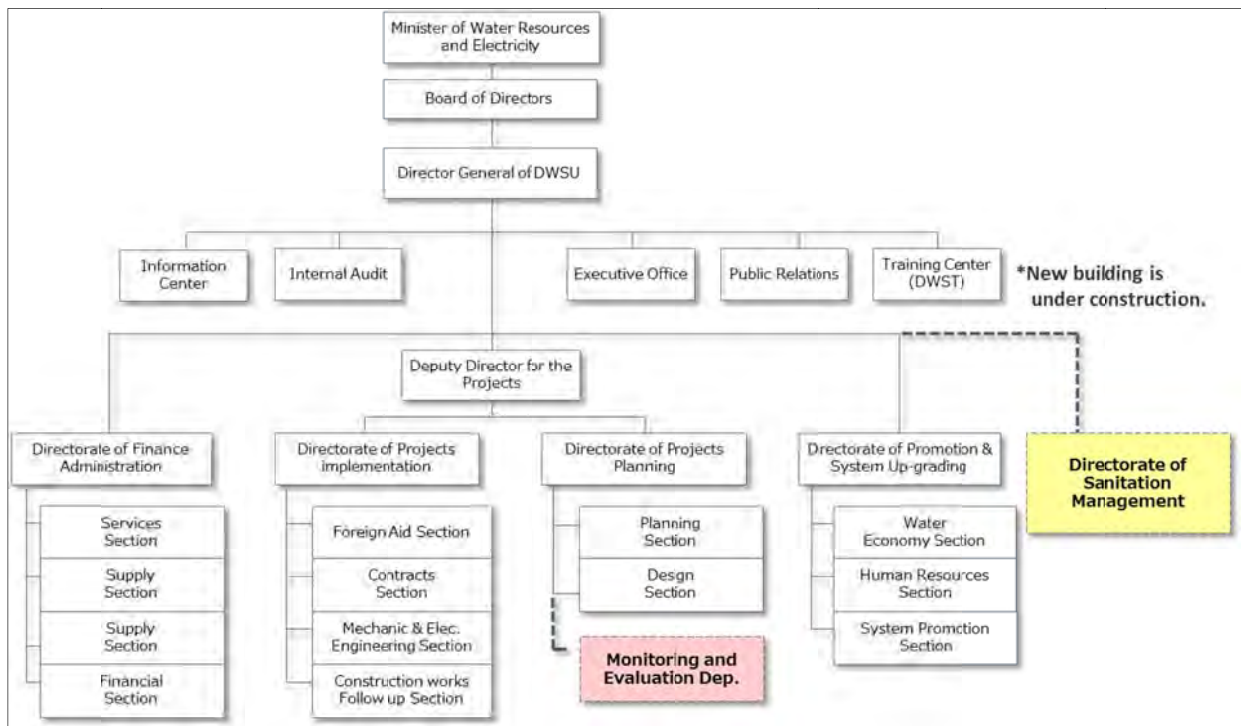 Minister of Water Resources
and Electricity
Board of Directors
Director General of DWSU
Information
Center
Internal Audit
Executive Office
Public Relations
Training Center
(DWST)
*New building is
under construction.
Deputy Director for the
Projects
Directorate of Finance
Administration
Directorate of Projects
implementation
Directorate of Projects
Planning
Directorate of Promotion &
System Up-grading
Directorate of
Sanitation
Management
Services
Section
Supply
Section
Supply
Section
Financial
Section
Foreign Aid Section
Contracts
Section
Mechanic & Elec.
Engineering Section
Construction works
Follow up Section
Planning
Section
Design
Section
Monitoring and
Evaluation Dep.
Water
Economy Section
Human Resources
Section
System Promotion
Section